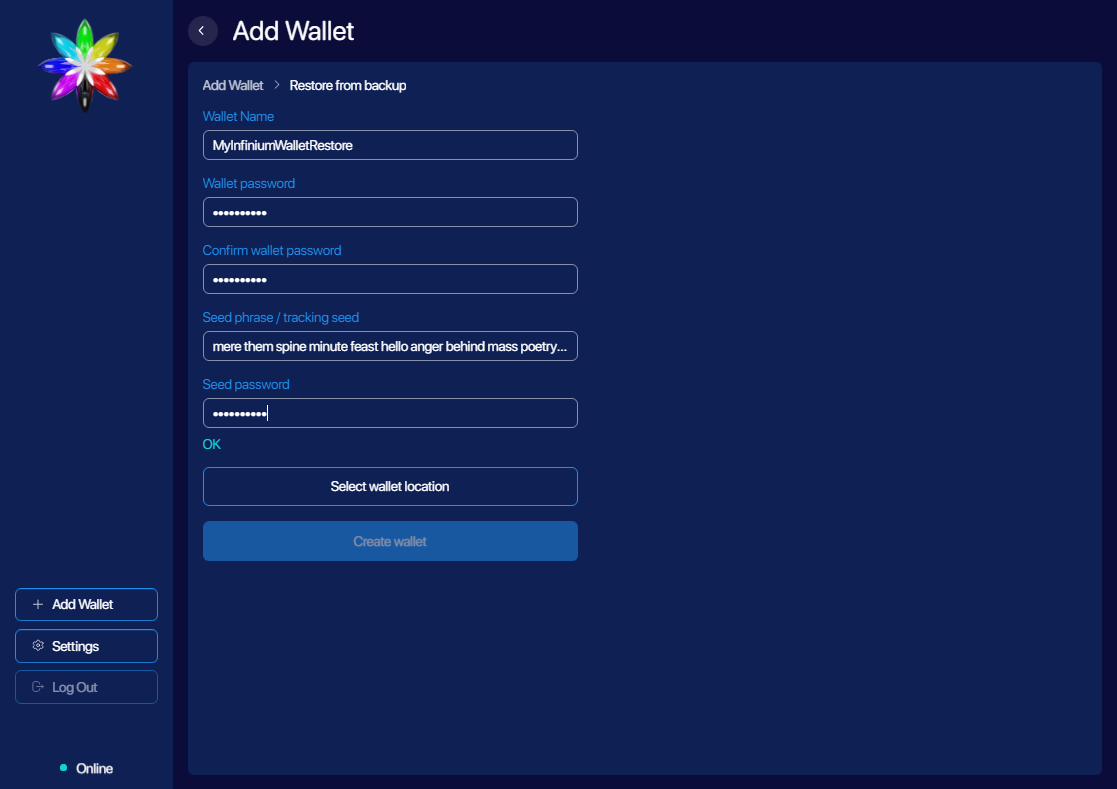 Add Wallet
Add Wallet > Restore from backup
Wallet Name
MyInfiniumWalletRestore
Wallet password
••••••••••
Confirm wallet password
••••••••••
Seed phrase / tracking seed
mere them spine minute feast hello anger behind mass poetry...
Seed password
••••••••••
OK
Select wallet location
Create wallet
Add Wallet
Settings
Log Out
Online